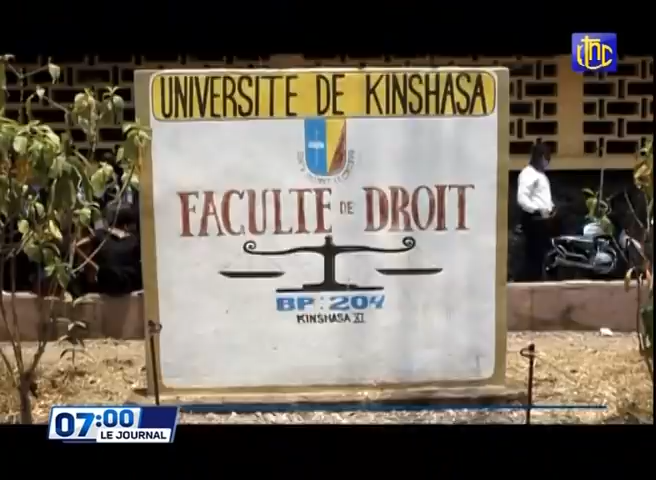 UNIVERSITE DE KINSHASA
FACULTE DE DROIT
BP : 204
KINSHASA XI
07:00
LE JOURNAL